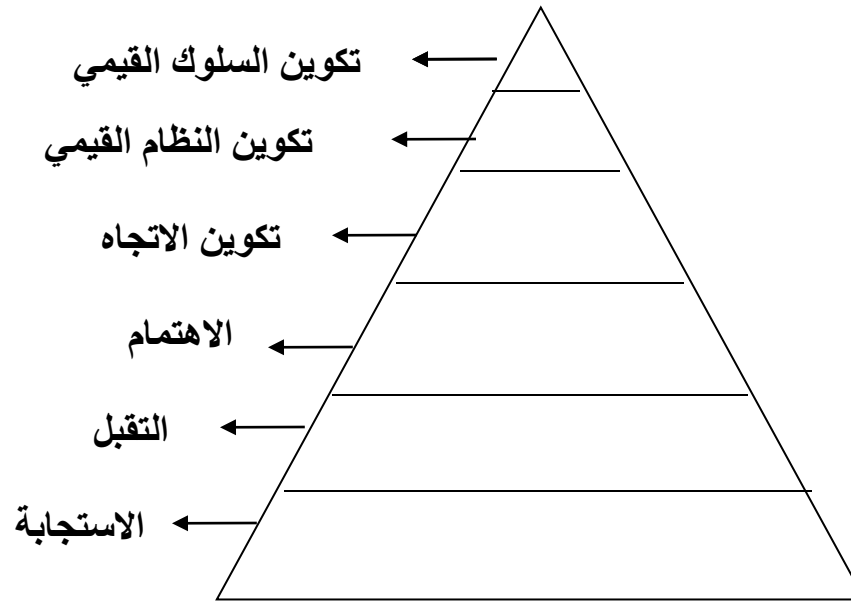 تكوين السلوك القيمي
تكوين النظام القيمي
تكوين الاتجاه
الاهتمام
التقبل
الاستجابة